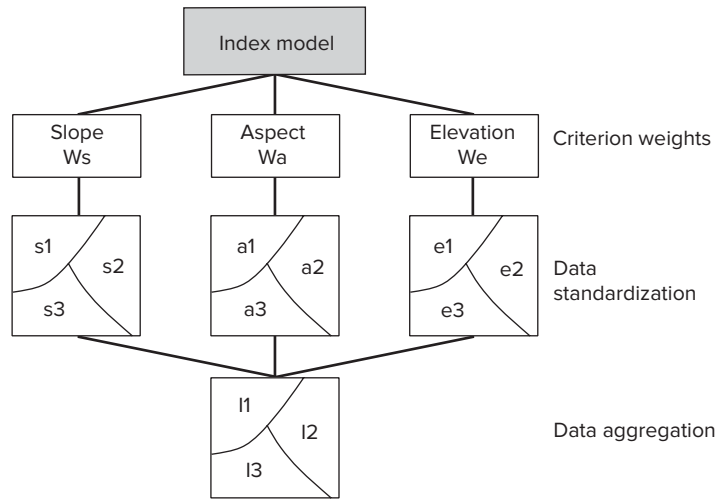 Index model
Slope
Ws
Aspect
Wa
Elevation
We
Criterion weights
s1
s2
s3
a1
a2
a3
e1
e2
e3
Data
standardization
I1
I2
I3
Data aggregation